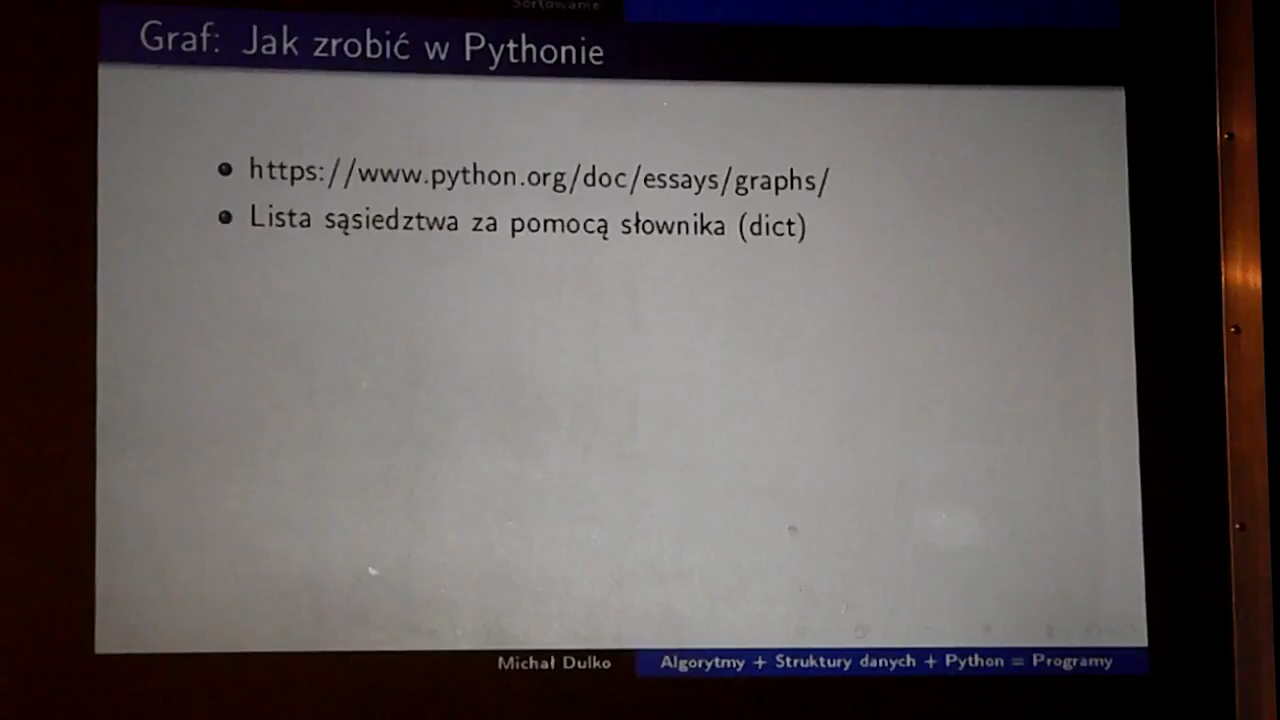 Sortowanie
Graf: Jak zrobić w Pythonie
https://www.python.org/doc/essays/graphs/
Lista sąsiedztwa za pomocą słownika (dict)
Michał Dulko
Algorytmy + Struktury danych + Python = Programy